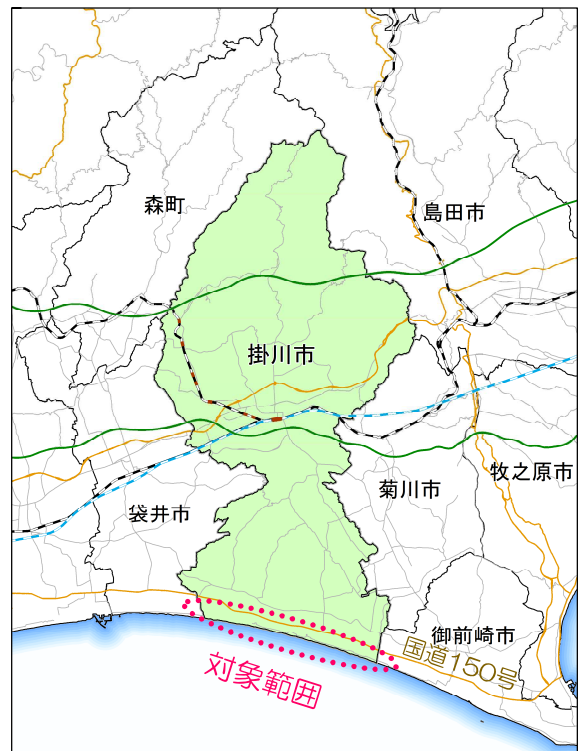 森町
島田市
掛川市
牧之原市
菊川市
袋井市
御前崎市
国道150号
対象範囲